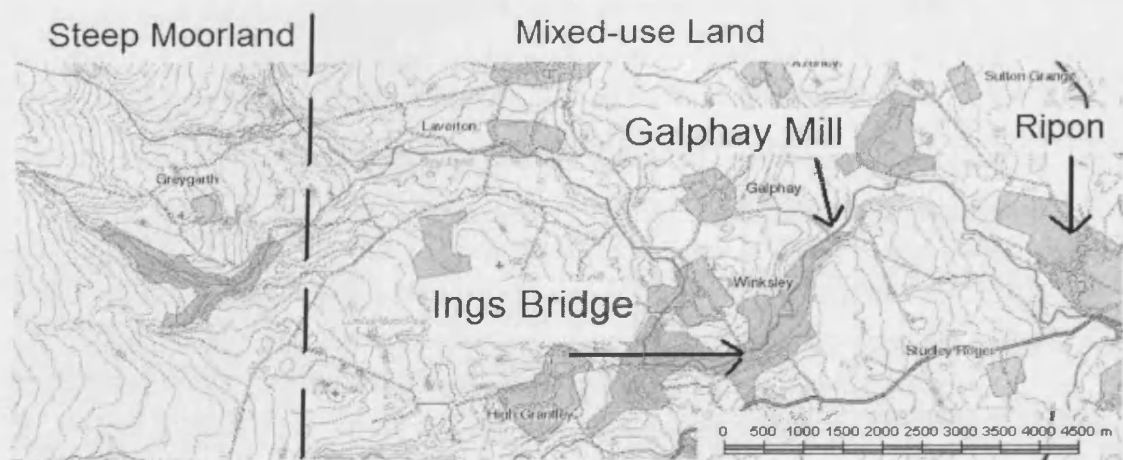 Steep Moorland
Mixed-use Land
Azerley
Sutton Grange
Laverton
Galphay Mill
Ripon
Greygarth
Galphay
Winksley
Ings Bridge
Studley Roger
High Grantley
0 500 1000 1500 2000 2500 3000 3500 4000 4500 m